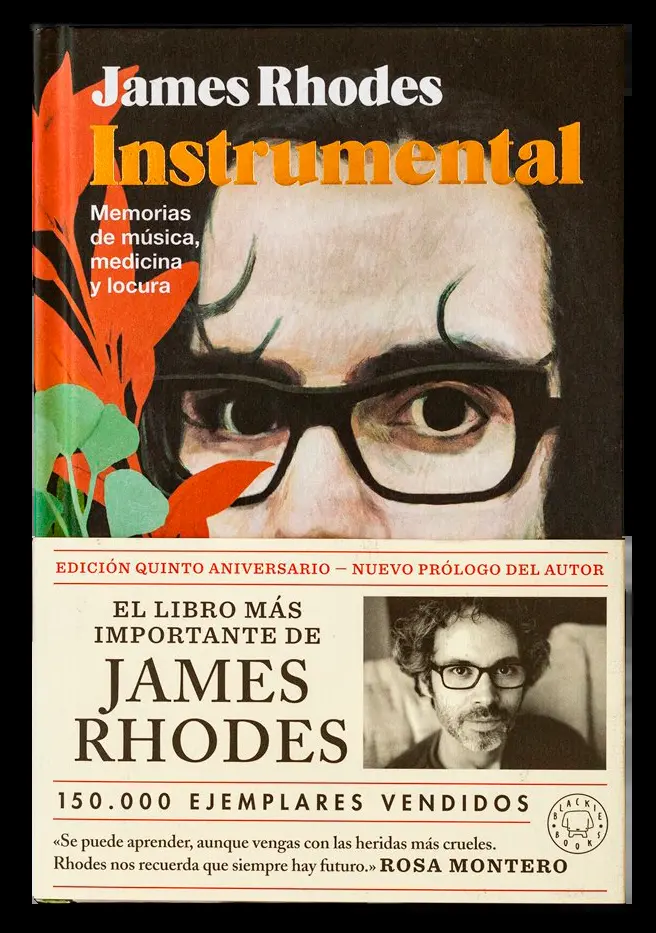 James Rhodes
Instrumental
Memorias
de música,
medicina
y locura
EDICIÓN QUINTO ANIVERSARIO – NUEVO PRÓLOGO DEL AUTOR
EL LIBRO MÁS
IMPORTANTE DE
JAMES
RHODES
150.000 EJEMPLARES VENDIDOS
BLACKIE BOOKS
«Se puede aprender, aunque vengas con las heridas más crueles.
Rhodes nos recuerda que siempre hay futuro.» ROSA MONTERO